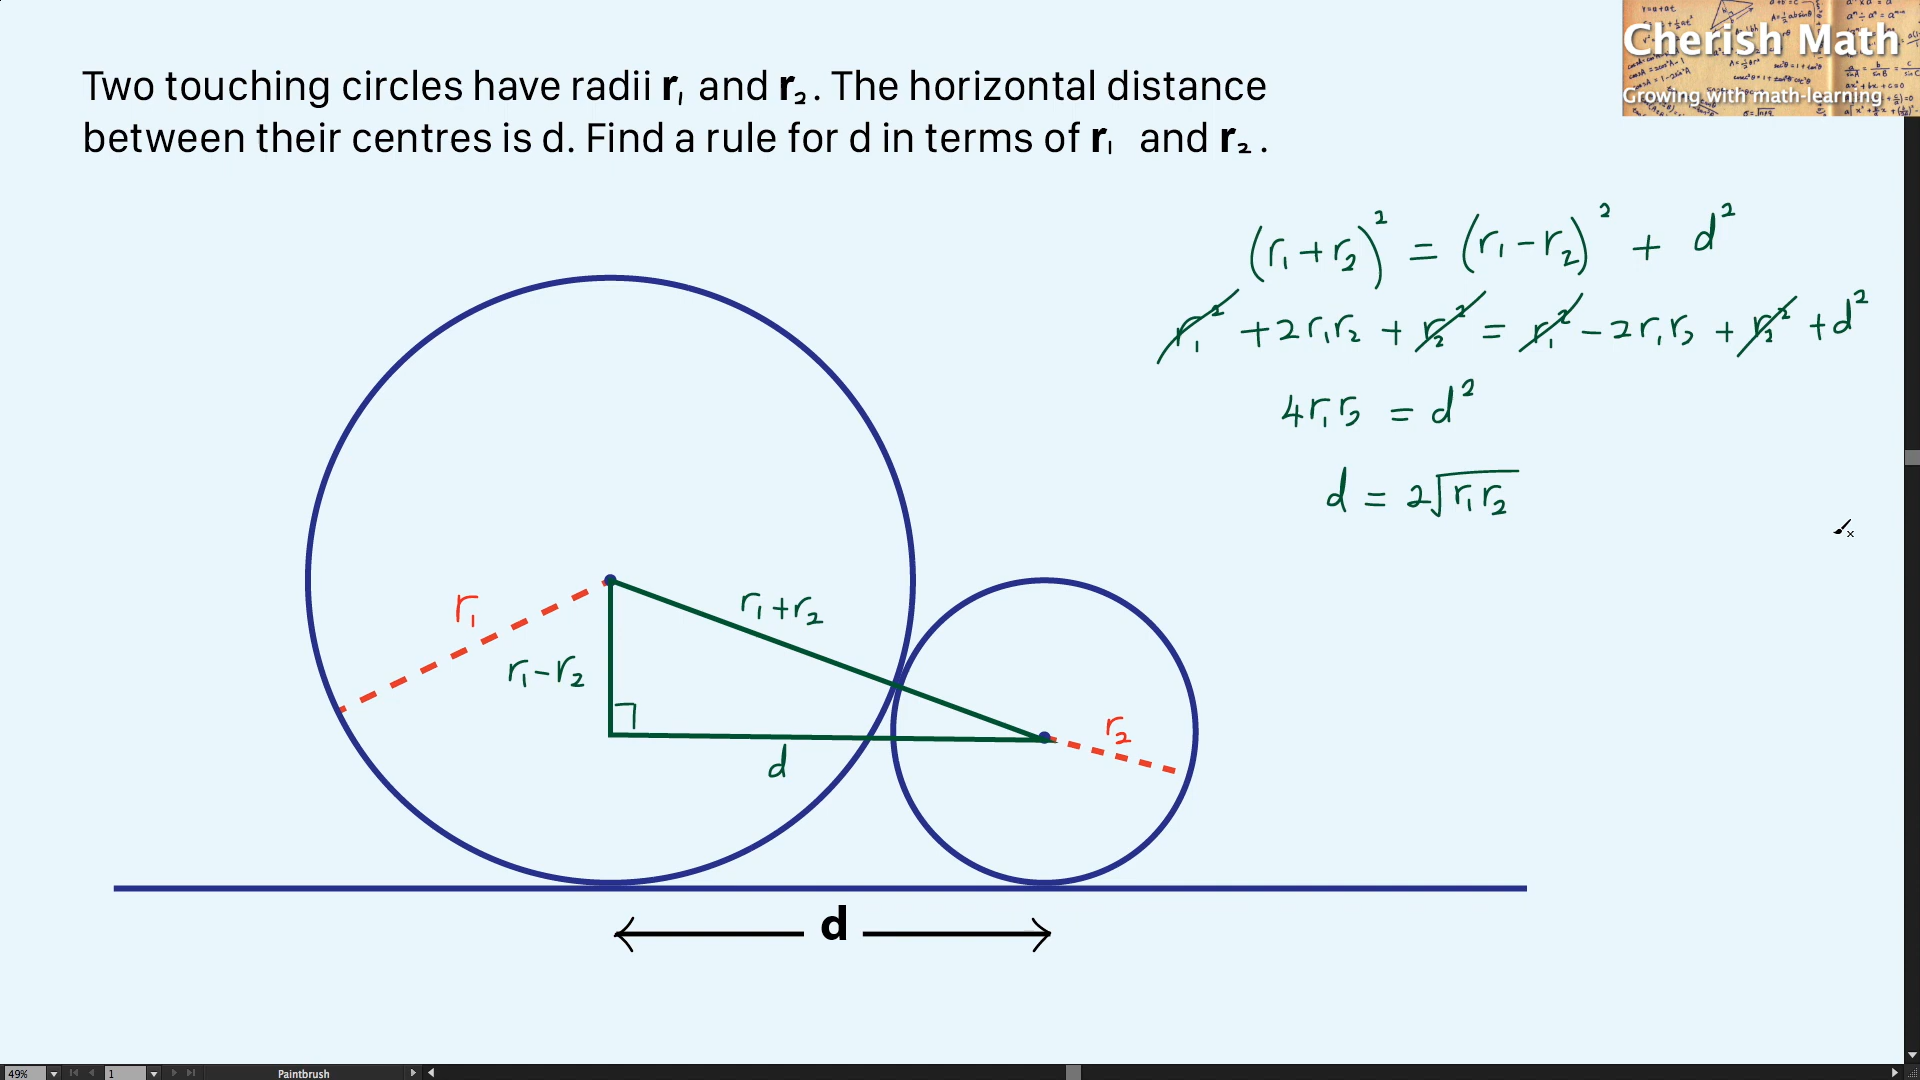 Cherish Math
Growing with math-learning
Two touching circles have radii r₁ and r₂. The horizontal distance
between their centres is d. Find a rule for d in terms of r₁ and r₂.
(r₁+r₂)² = (r₁-r₂)² + d²
r₁² +2r₁r₂ + r₂² = r₁² - 2r₁r₂ + r₂² + d²
4r₁r₂ = d²
d = 2√r₁r₂
r₁
r₁+r₂
r₁-r₂
r₂
d
d
49%
1
Paintbrush